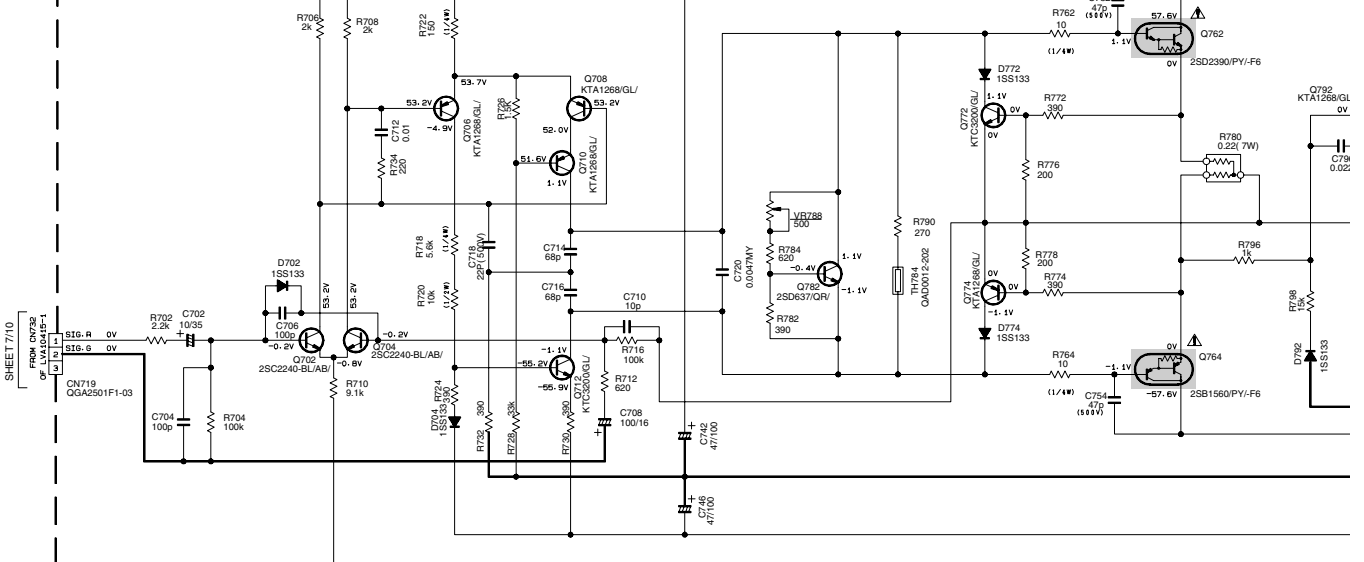 R706
2k
R708
2k
R722
150
(1/4W)
53.7V
Q708
KTA1268/GL/
53.2V
53.2V
-4.9V
Q706
KTA1268/GL/
R726
1.5K
C712
0.01
R734
220
52.0V
51.6V
1.1V
Q710
KTA1268/GL/
R718
5.6k
(1/4W)
C718
22P(500V)
C714
68p
R720
10k
(1/2W)
C716
68p
D702
1SS133
53.2V
53.2V
C706
100p
-0.2V
Q702
2SC2240-BL/AB/
-0.2V
Q704
2SC2240-BL/AB/
-0.8V
R710
9.1k
SHEET 7/10
FROM CN732
OF LVA10415-1
1
2
3
SIG.A 0V
SIG.G 0V
CN719
QGA2501F1-03
R702
2.2k
C702
10/35
+
C704
100p
R704
100k
C710
10p
R716
100k
-1.1V
-55.2V
-55.9V
Q712
KTC3200/GL/
R712
620
C708
100/16
+
R724
390
D704
1SS133
R732 390
R728 33k
R730 390
+
C742
47/100
+
C746
47/100
C720
0.0047MY
VR788
500
R784
620
-0.4V
Q782
2SD637/QR/
1.1V
-1.1V
R782
390
R790
270
TH784
QAD0012-202
D772
1SS133
1.1V
0V
0V
Q772
KTC3200/GL/
R772
390
R776
200
R778
200
R774
390
0V
0V
-1.1V
Q774
KTA1268/GL/
D774
1SS133
R762
10
(1/4W)
47p
(500V)
57.6V
1.1V
0V
Q762
2SD2390/PY/-F6
R780
0.22( 7W)
R796
1k
R764
10
(1/4W)
-1.1V
0V
-57.6V
Q764
2SB1560/PY/-F6
C754
47p
(500V)
Q792
KTA1268/GL
0V
0.022
R798
15k
D792
1SS133